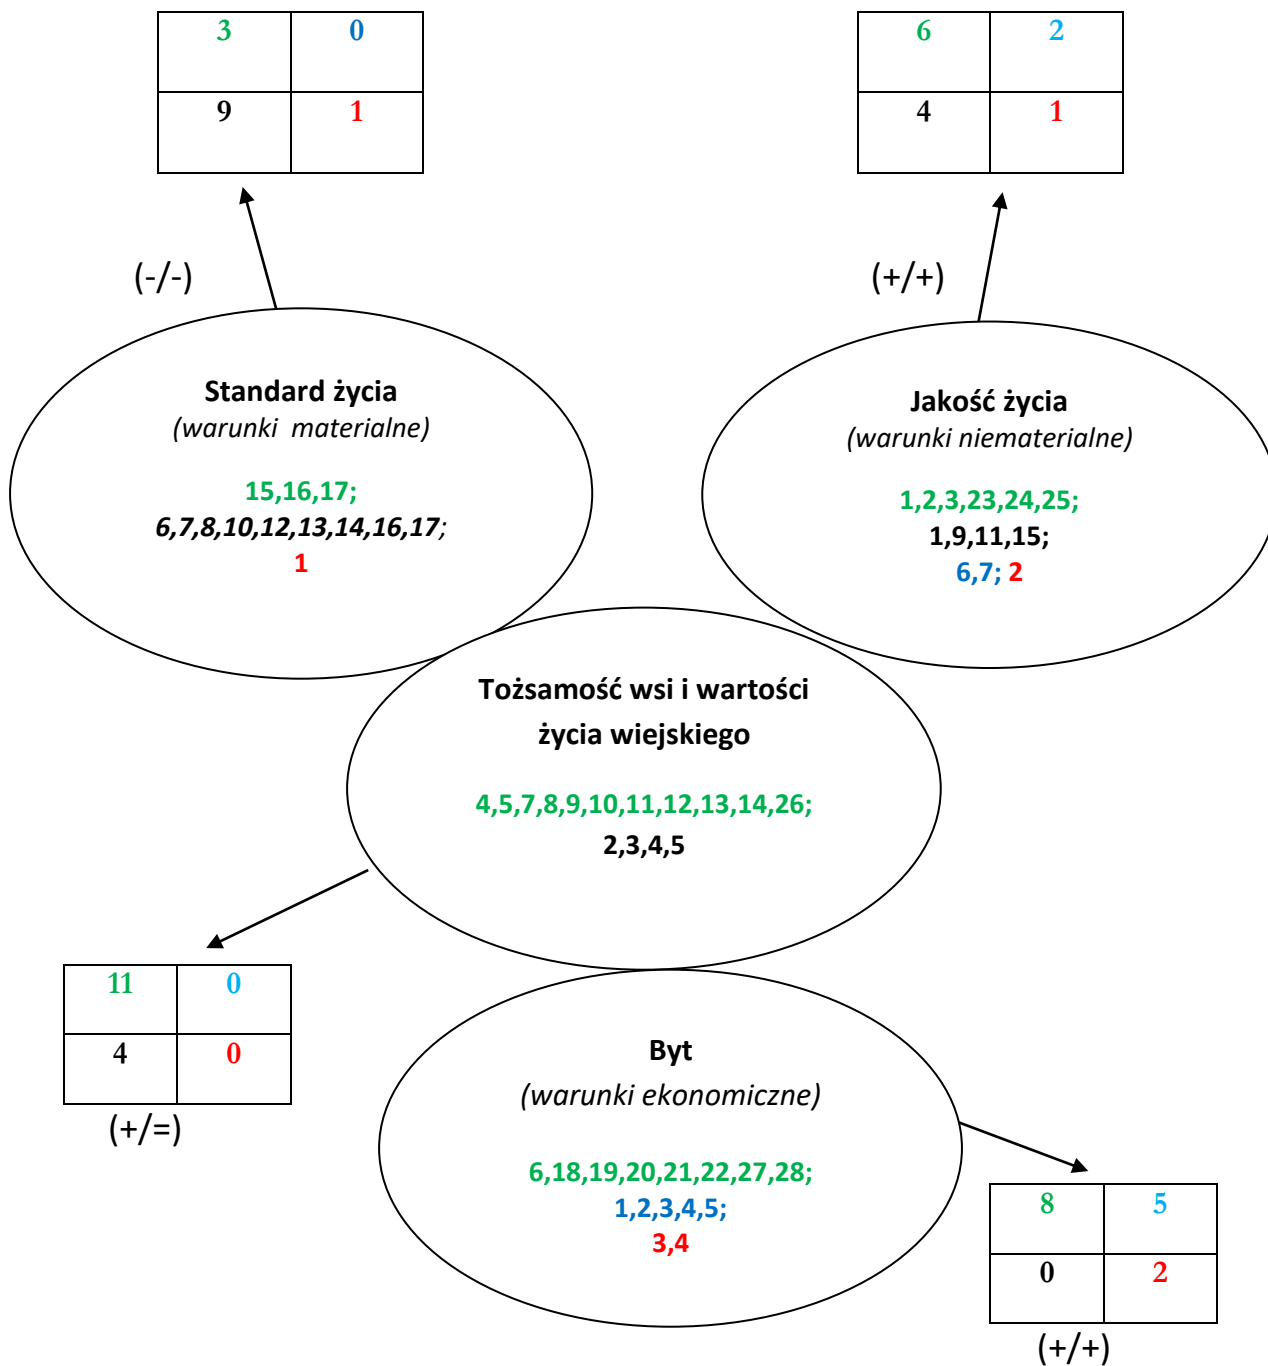 3 0
9 1
6 2
4 1
(-/-)
(+/+)
Standard życia
(warunki materialne)
15,16,17;
6,7,8,10,12,13,14,16,17;
1
Jakość życia
(warunki niematerialne)
1,2,3,23,24,25;
1,9,11,15;
6,7; 2
Tożsamość wsi i wartości
życia wiejskiego
4,5,7,8,9,10,11,12,13,14,26;
2,3,4,5
11 0
4 0
(+/=)
Byt
(warunki ekonomiczne)
6,18,19,20,21,22,27,28;
1,2,3,4,5;
3,4
8 5
0 2
(+/+)